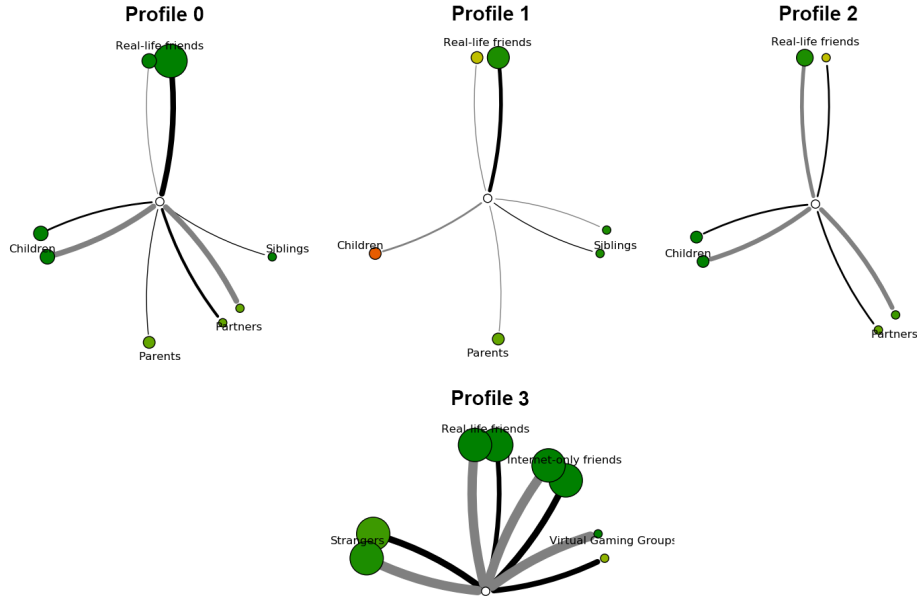 Profile 0
Profile 1
Profile 2
Real-life friends
Real-life friends
Real-life friends
Children
Siblings
Partners
Parents
Children
Siblings
Parents
Children
Partners
Profile 3
Real-life friends
Internet-only friends
Strangers
Virtual Gaming Groups